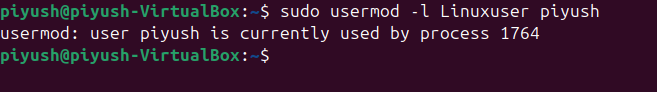 piyush@piyush-VirtualBox:~$ sudo usermod -l Linuxuser piyush
usermod: user piyush is currently used by process 1764
piyush@piyush-VirtualBox:~$